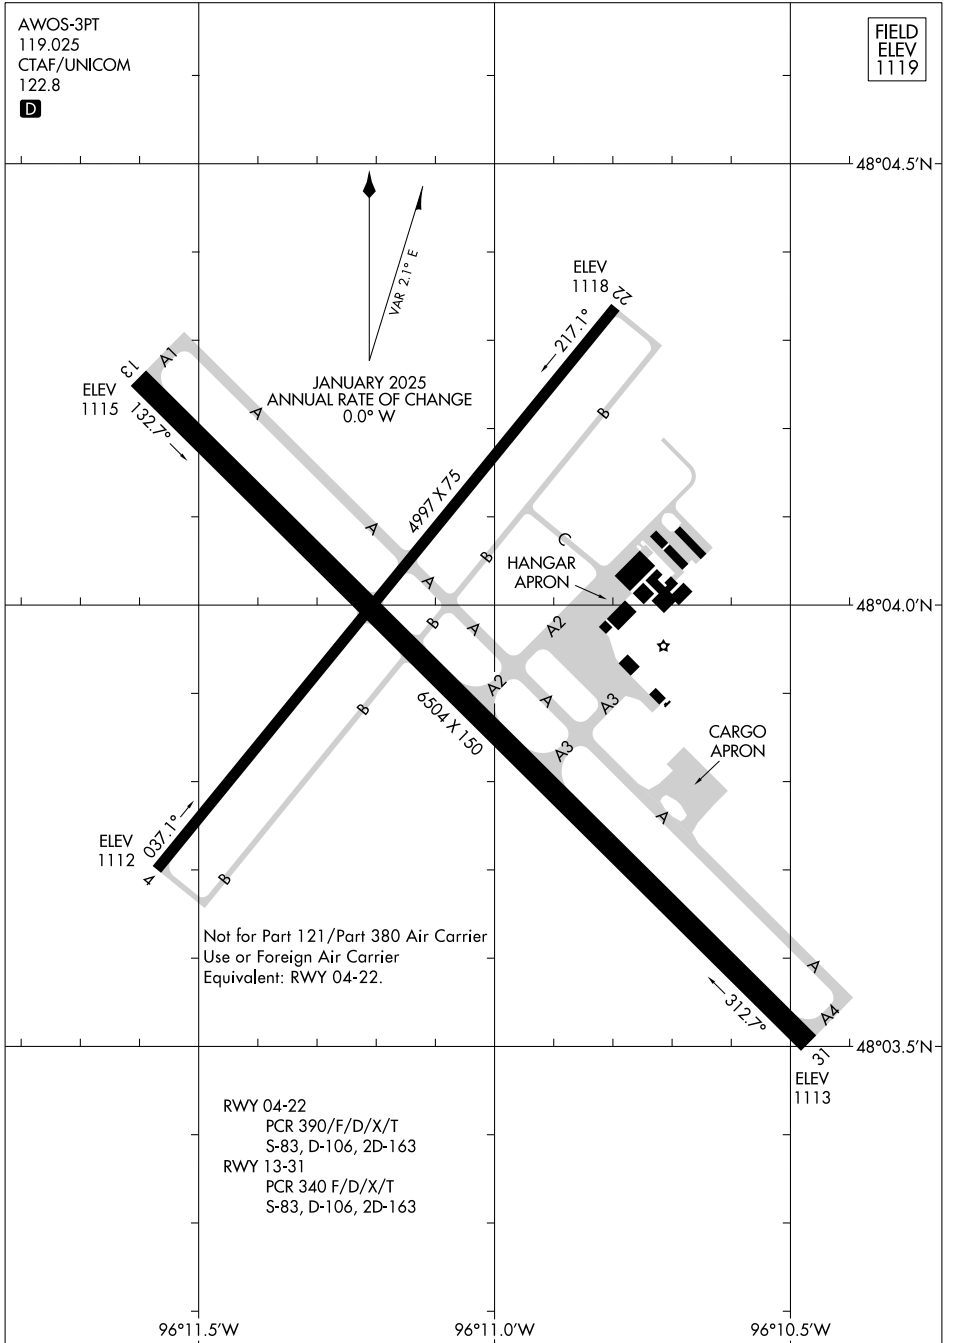 AWOS-3PT
119.025
CTAF/UNICOM
122.8
D
FIELD
ELEV
1119
48°04.5'N
VAR 2.1° E
JANUARY 2025
ANNUAL RATE OF CHANGE
0.0° W
ELEV
1118
22
217.1°
13
A1
ELEV
1115
132.7°
A
B
4997 X 75
A
B
C
HANGAR
APRON
A
48°04.0'N
B
A
A2
A2
A
A3
B
6504 X 150
A3
CARGO
APRON
A
037.1°
ELEV
1112
4
B
Not for Part 121/Part 380 Air Carrier
Use or Foreign Air Carrier
Equivalent: RWY 04-22.
A
312.7°
A4
31
48°03.5'N
ELEV
1113
RWY 04-22
PCR 390/F/D/X/T
S-83, D-106, 2D-163
RWY 13-31
PCR 340 F/D/X/T
S-83, D-106, 2D-163
96°11.5'W
96°11.0'W
96°10.5'W